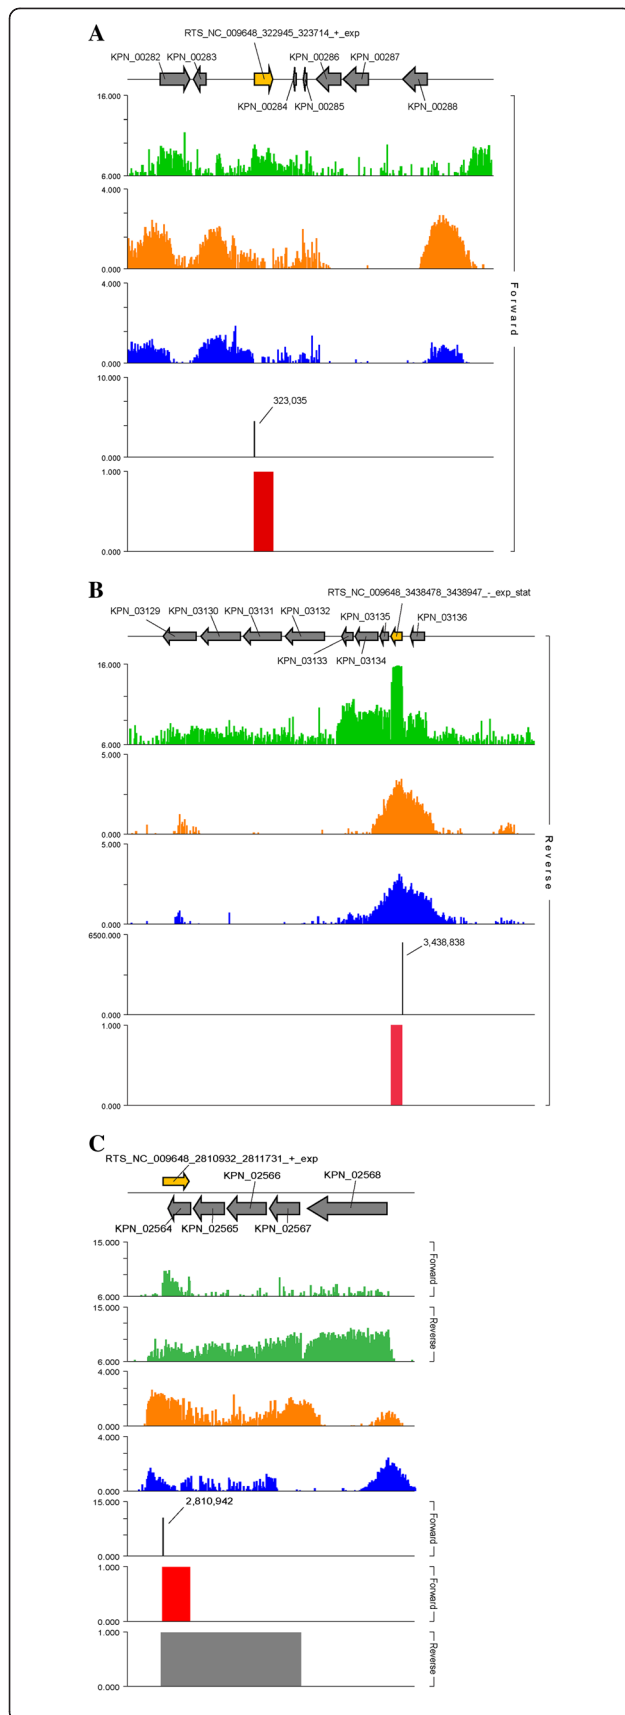 A
RTS_NC_009648_322945_323714_+_exp
KPN_00282
KPN_00283
KPN_00286
KPN_00287
KPN_00284
KPN_00285
KPN_00288
16.000
6.000
4.000
0.000
4.000
0.000
10.000
323,035
0.000
1.000
0.000
Forward
B
RTS_NC_009648_3438478_3438947_-_exp_stat
KPN_03129
KPN_03130
KPN_03131
KPN_03132
KPN_03135
KPN_03136
KPN_03133
KPN_03134
16.000
6.000
5.000
0.000
5.000
0.000
6500.000
3,438,838
0.000
1.000
0.000
Reverse
C
RTS_NC_009648_2810932_2811731_+_exp
KPN_02566
KPN_02568
KPN_02564
KPN_02565
KPN_02567
15.000
6.000
Forward
15.000
6.000
Reverse
4.000
0.000
4.000
0.000
15.000
2,810,942
0.000
Forward
1.000
0.000
Forward
1.000
0.000
Reverse